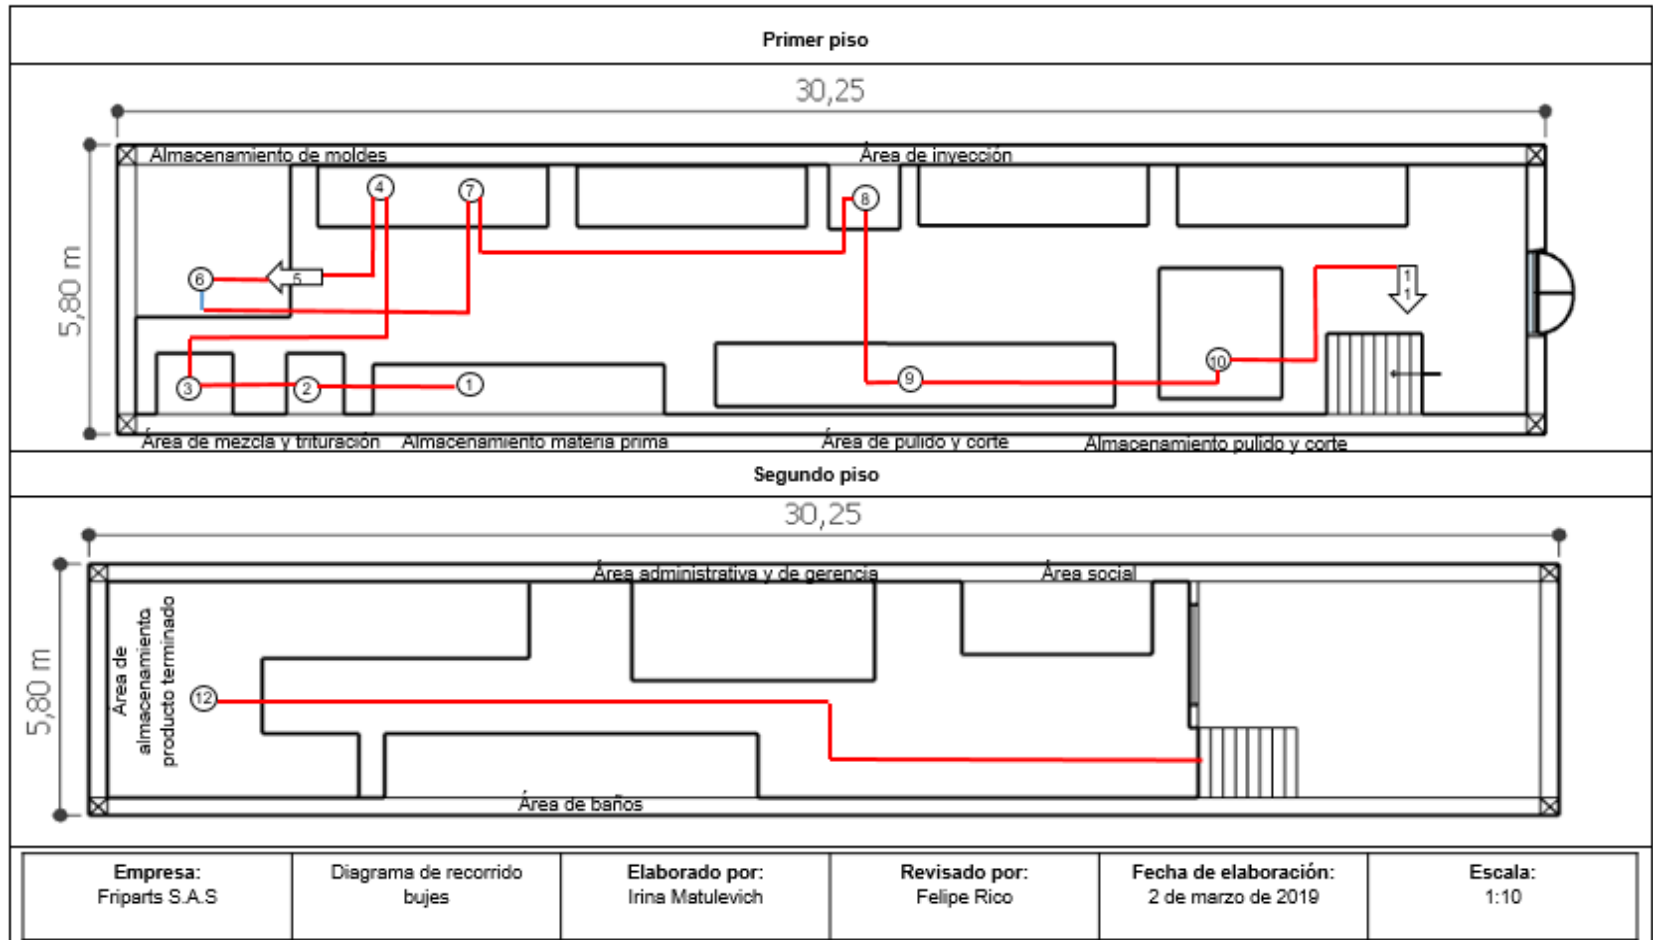 Primer piso
30,25
Almacenamiento de moldes
Área de inyección
4
7
8
5,80 m
6
5
1
1
3
2
1
9
10
Área de mezcla y trituración
Almacenamiento materia prima
Área de pulido y corte
Almacenamiento pulido y corte
Segundo piso
30,25
Área administrativa y de gerencia
Área social
5,80 m
Área de
almacenamiento
producto terminado
12
Área de baños
Empresa:
Friparts S.A.S
Diagrama de recorrido
bujes
Elaborado por:
Irina Matulevich
Revisado por:
Felipe Rico
Fecha de elaboración:
2 de marzo de 2019
Escala:
1:10